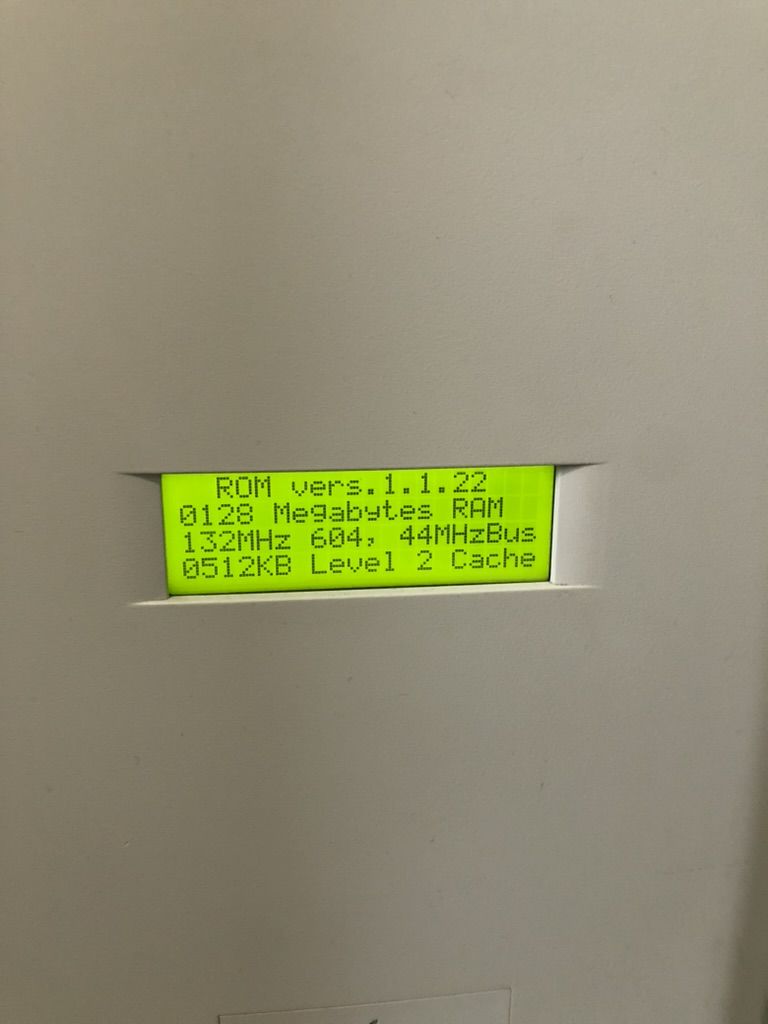 ROM vers.1.1.22
0128 Megabytes RAM
132MHz 604, 44MHzBus
0512KB Level 2 Cache